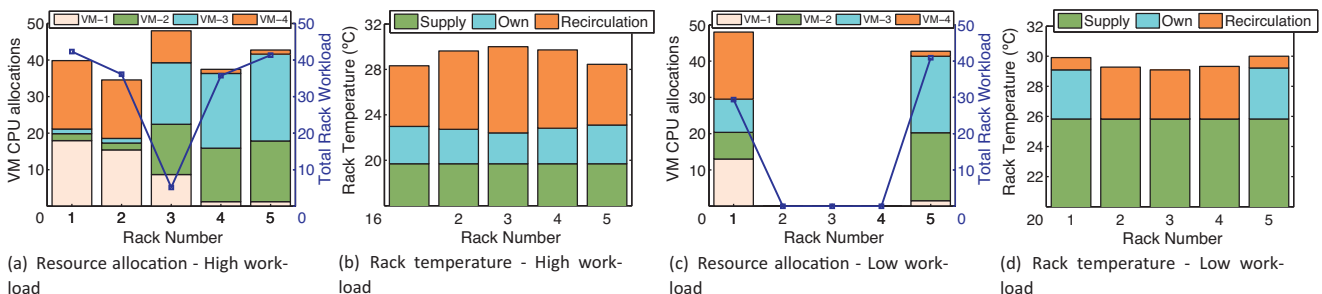 VM-1 VM-2 VM-3 VM-4
50
40
30
20
10
0
VM CPU allocations
50
40
30
20
10
0
Total Rack Workload
1 2 3 4 5
Rack Number
(a) Resource allocation - High work-
load
Supply Own Recirculation
32
28
24
20
16
Rack Temperature (°C)
2 3 4 5
Rack Number
(b) Rack temperature - High work-
load
VM-1 VM-2 VM-3 VM-4
50
40
30
20
10
0
VM CPU allocations
50
40
30
20
10
0
Total Rack Workload
1 2 3 4 5
Rack Number
(c) Resource allocation - Low work-
load
Supply Own Recirculation
32
30
28
26
24
22
20
Rack Temperature (°C)
1 2 3 4 5
Rack Number
(d) Rack temperature - Low work-
load